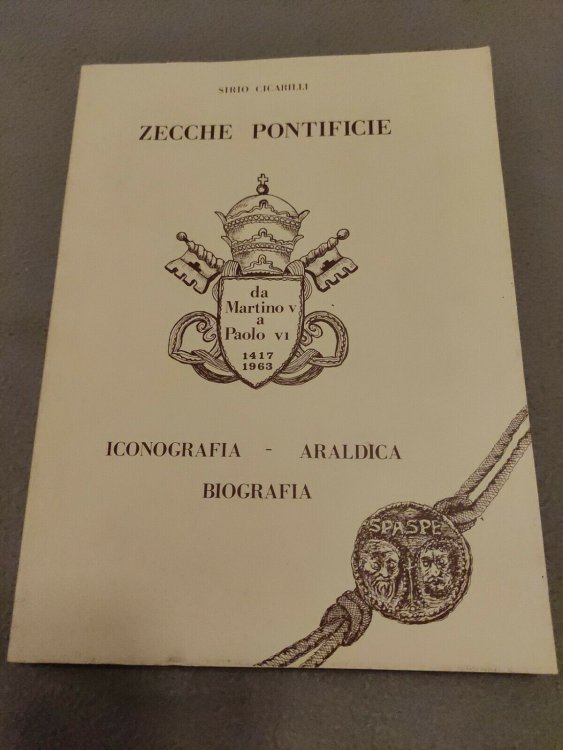 SIRIO CICARILLI
ZECCHE PONTIFICIE
da
Martino V
a
Paolo VI
1417
1963
ICONOGRAFIA - ARALDICA
BIOGRAFIA
SPASPE